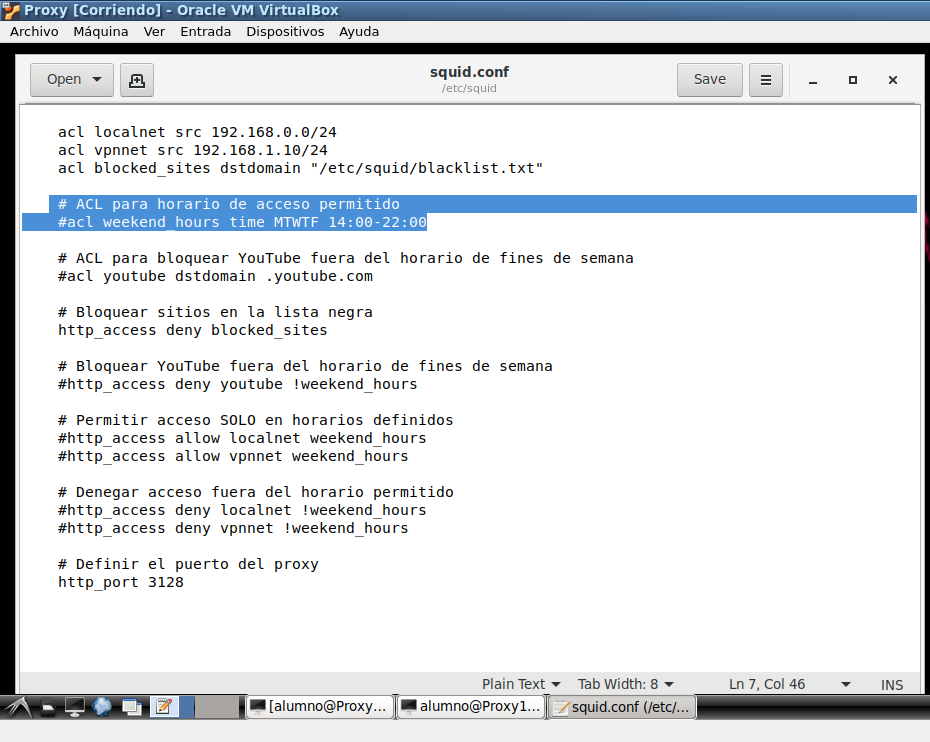 Proxy [Corriendo] - Oracle VM VirtualBox
Archivo Máquina Ver Entrada Dispositivos Ayuda
Open squid.conf Save
/etc/squid
acl localnet src 192.168.0.0/24
acl vpnnet src 192.168.1.10/24
acl blocked_sites dstdomain "/etc/squid/blacklist.txt"
# ACL para horario de acceso permitido
#acl weekend_hours time MTWTF 14:00-22:00
# ACL para bloquear YouTube fuera del horario de fines de semana
#acl youtube dstdomain .youtube.com
# Bloquear sitios en la lista negra
http_access deny blocked_sites
# Bloquear YouTube fuera del horario de fines de semana
#http_access deny youtube !weekend_hours
# Permitir acceso SOLO en horarios definidos
#http_access allow localnet weekend_hours
#http_access allow vpnnet weekend_hours
# Denegar acceso fuera del horario permitido
#http_access deny localnet !weekend_hours
#http_access deny vpnnet !weekend_hours
# Definir el puerto del proxy
http_port 3128
Plain Text Tab Width: 8 Ln 7, Col 46 INS
[alumno@Proxy... alumno@Proxy1... squid.conf (/etc/...